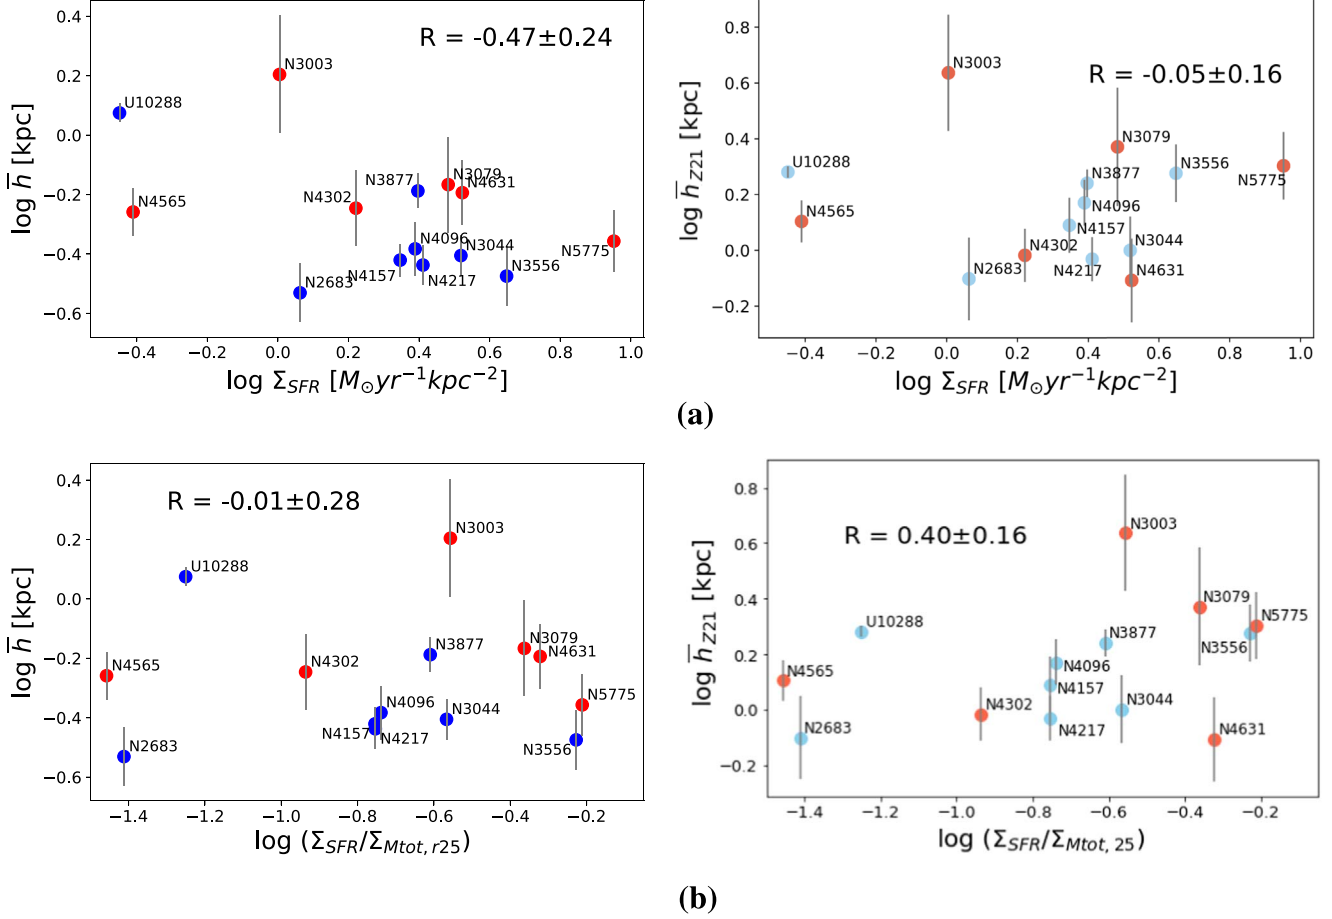 R = -0.47±0.24
N3003
U10288
N3877
N3079
N4631
N4302
N4565
N4096
N3044
N5775
N4157
N4217
N3556
N2683
0.4
0.2
0.0
−0.2
−0.4
−0.6
log h̅ [kpc]
−0.4 −0.2 0.0 0.2 0.4 0.6 0.8 1.0
log Σ_SFR [M_⊙yr⁻¹kpc⁻²]
R = -0.05±0.16
N3003
N3079
U10288
N3877
N3556
N5775
N4096
N4565
N4157
N4302
N3044
N2683
N4217
N4631
0.8
0.6
0.4
0.2
0.0
−0.2
log h̅_Z21 [kpc]
−0.4 −0.2 0.0 0.2 0.4 0.6 0.8 1.0
log Σ_SFR [M_⊙yr⁻¹kpc⁻²]
(a)
R = -0.01±0.28
N3003
U10288
N3877
N3079
N4631
N4565
N4302
N5775
N4096
N3044
N4157
N4217
N3556
N2683
0.4
0.2
0.0
−0.2
−0.4
−0.6
log h̅ [kpc]
−1.4 −1.2 −1.0 −0.8 −0.6 −0.4 −0.2
log (Σ_SFR/Σ_Mtot, r25)
R = 0.40±0.16
N3003
N3079
N5775
U10288
N3877
N3556
N4096
N4565
N4157
N4302
N3044
N2683
N4217
N4631
0.8
0.6
0.4
0.2
0.0
−0.2
log h̅_Z21 [kpc]
−1.4 −1.2 −1.0 −0.8 −0.6 −0.4 −0.2
log (Σ_SFR/Σ_Mtot, 25)
(b)